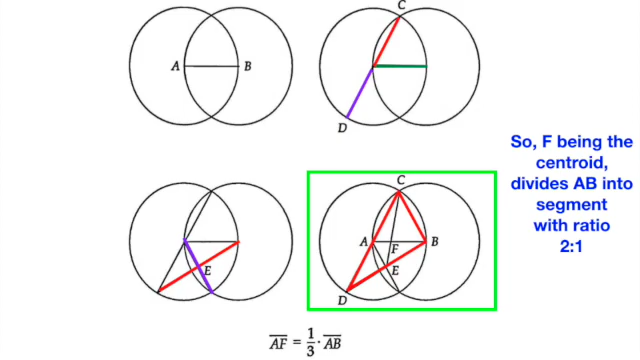 C
A B
D
So, F being the
centroid,
divides AB into
segment
with ratio
2:1
C
A F B
E
E
D
AF = 1/3 · AB